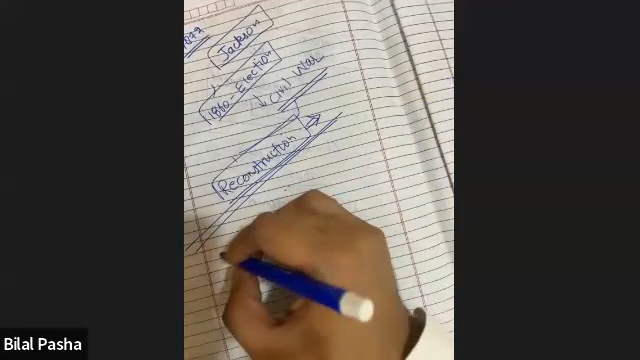 Jackson
1860-Election
↳ Civil War
Reconstruction
Bilal Pasha